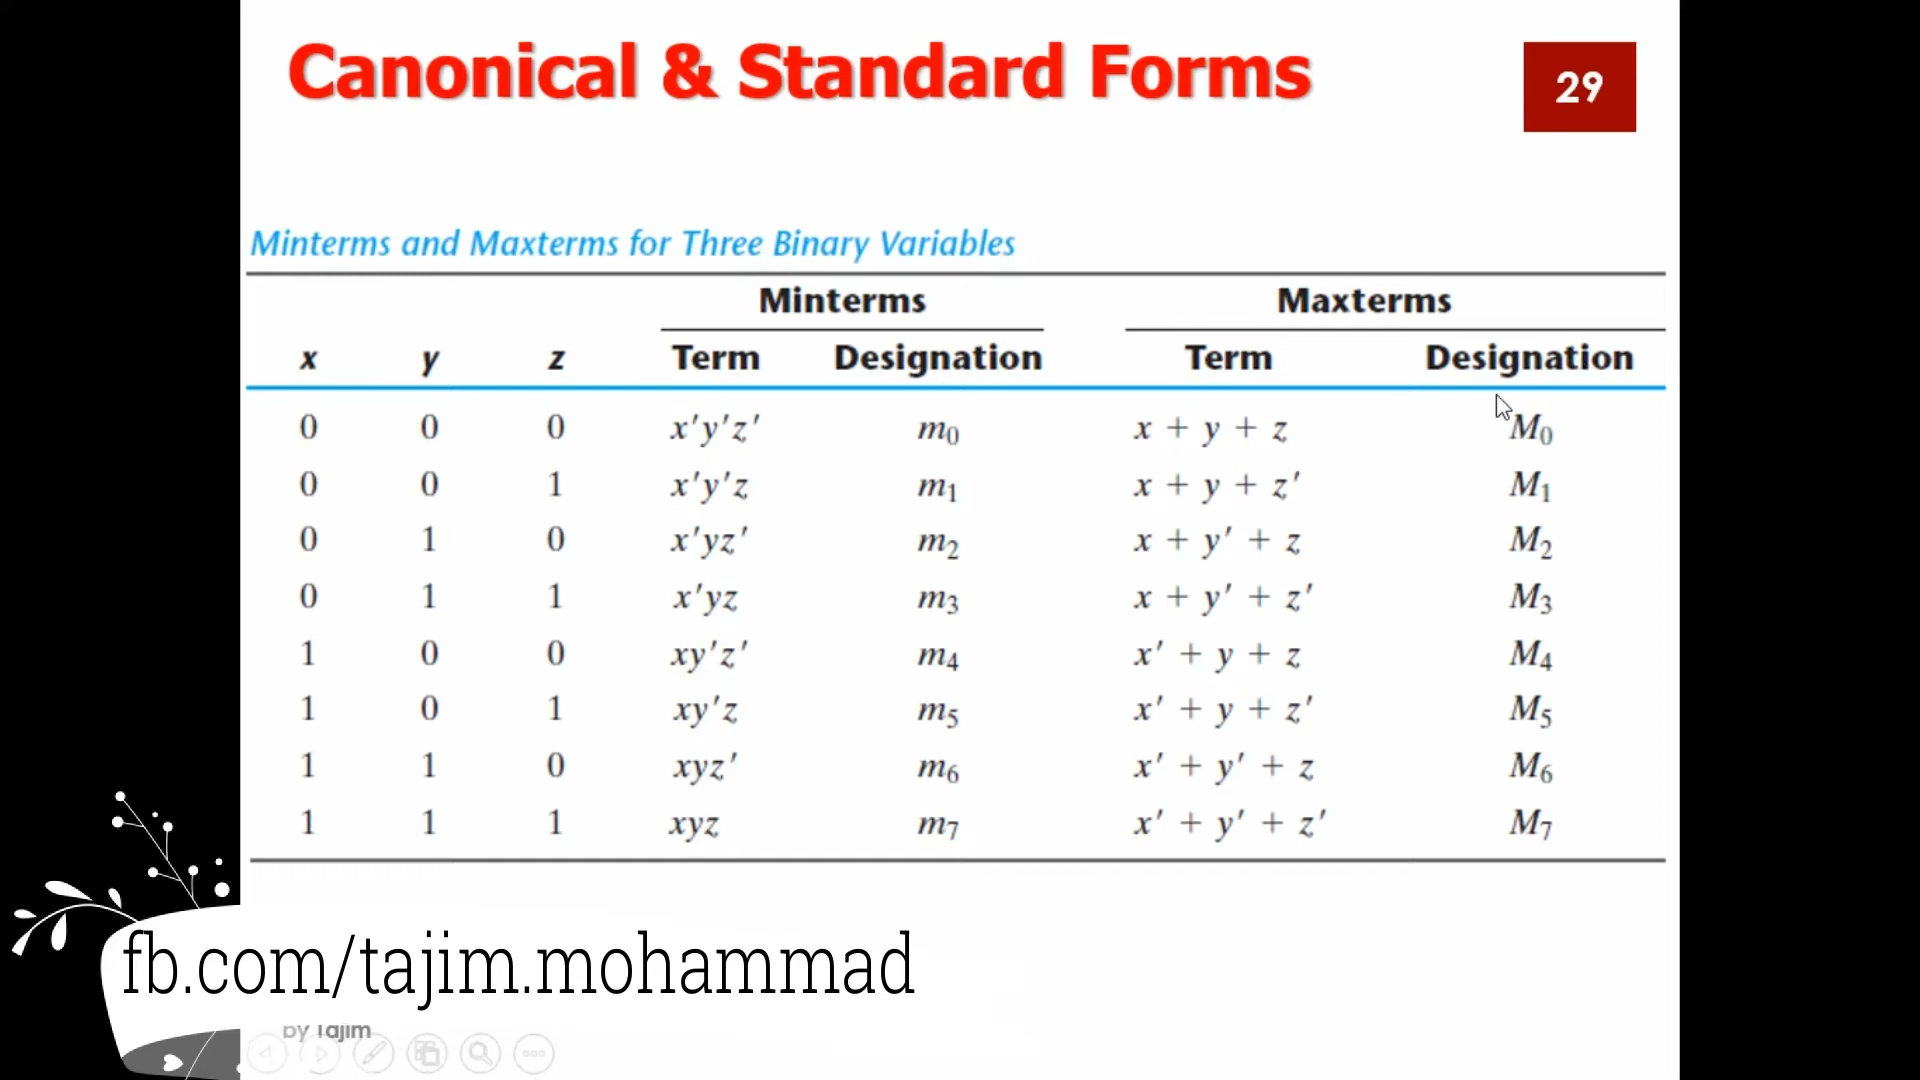 Canonical & Standard Forms
29
Minterms and Maxterms for Three Binary Variables
Minterms Maxterms
x y z Term Designation Term Designation
0 0 0 x'y'z' m₀ x + y + z M₀
0 0 1 x'y'z m₁ x + y + z' M₁
0 1 0 x'yz' m₂ x + y' + z M₂
0 1 1 x'yz m₃ x + y' + z' M₃
1 0 0 xy'z' m₄ x' + y + z M₄
1 0 1 xy'z m₅ x' + y + z' M₅
1 1 0 xyz' m₆ x' + y' + z M₆
1 1 1 xyz m₇ x' + y' + z' M₇
fb.com/tajim.mohammad
by Tajim